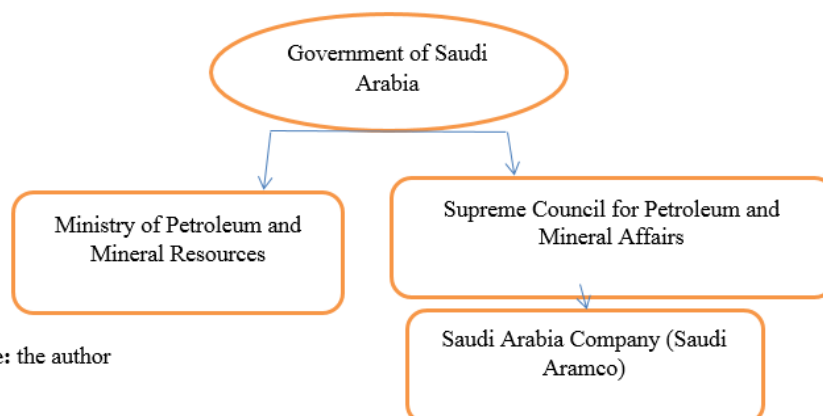 Government of Saudi
Arabia
Ministry of Petroleum and
Mineral Resources
Supreme Council for Petroleum and
Mineral Affairs
Saudi Arabia Company (Saudi
Aramco)
: the author